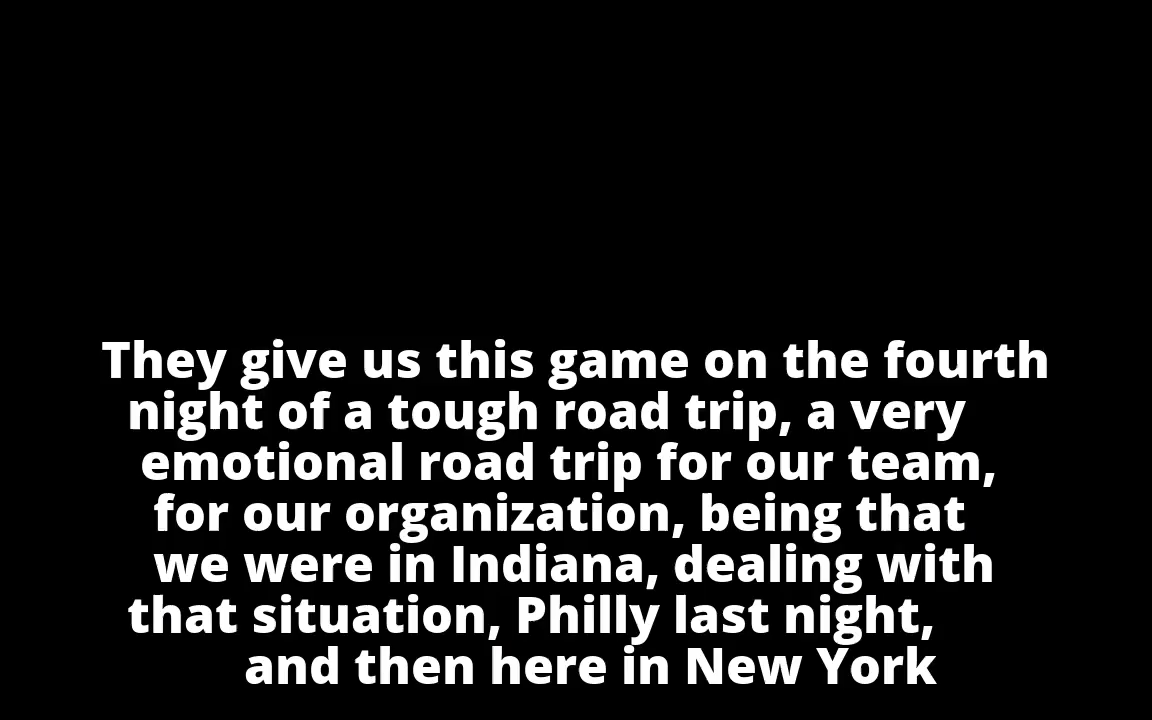 They give us this game on the fourth
night of a tough road trip, a very
emotional road trip for our team,
for our organization, being that
we were in Indiana, dealing with
that situation, Philly last night,
and then here in New York